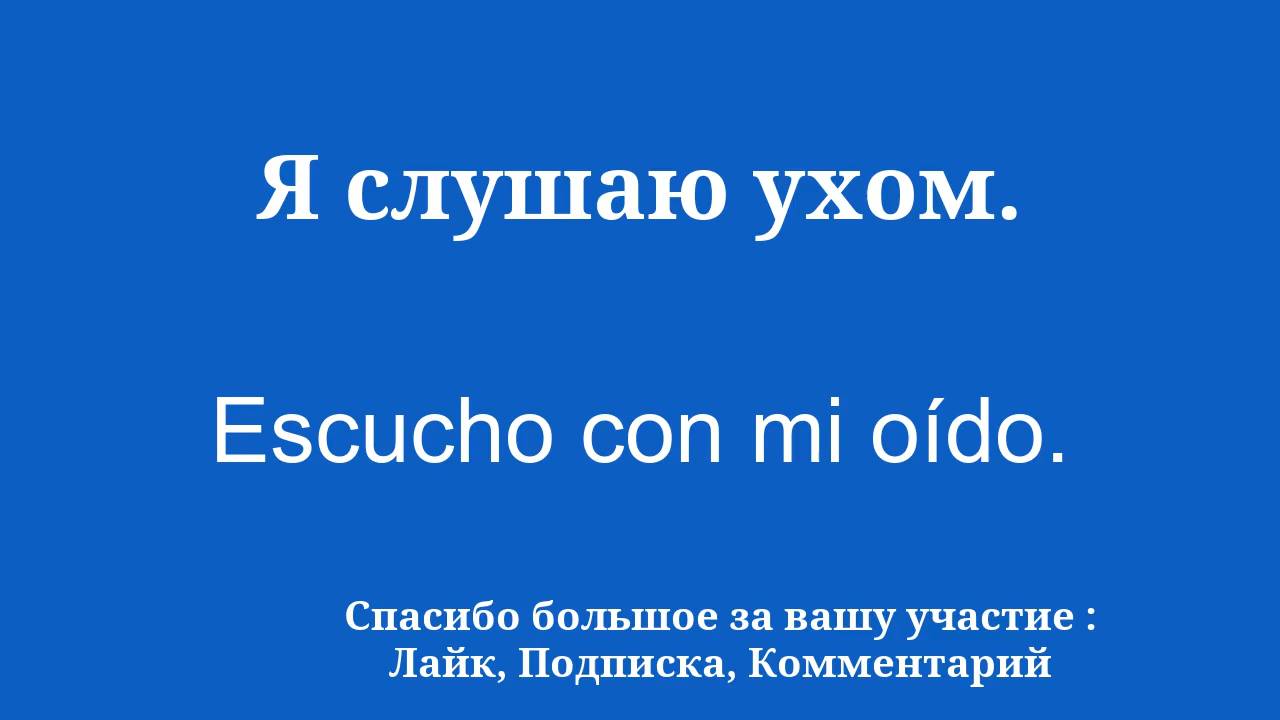 Я слушаю ухом.
Escucho con mi oído.
Спасибо большое за вашу участие :
Лайк, Подписка, Комментарий